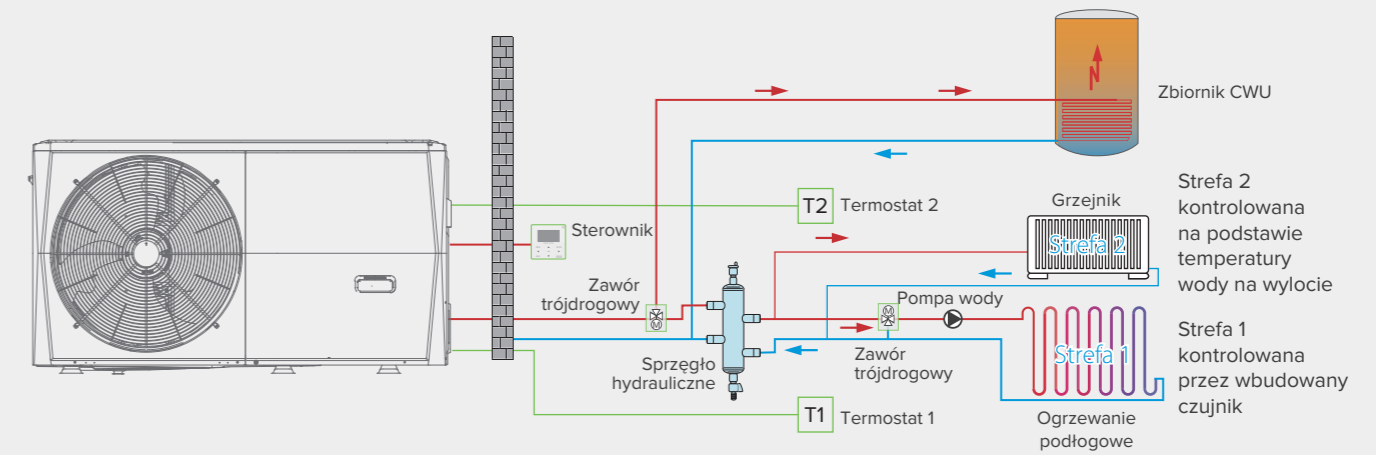 Zbiornik CWU
T2 Termostat 2
Sterownik
Grzejnik
Strefa 2
Strefa 2
kontrolowana
na podstawie
temperatury
wody na wylocie
Zawór
trójdrogowy
M
Pompa wody
M
Zawór
trójdrogowy
Sprzęgło
hydrauliczne
Strefa 1
Strefa 1
kontrolowana
przez wbudowany
czujnik
T1 Termostat 1
Ogrzewanie
podłogowe